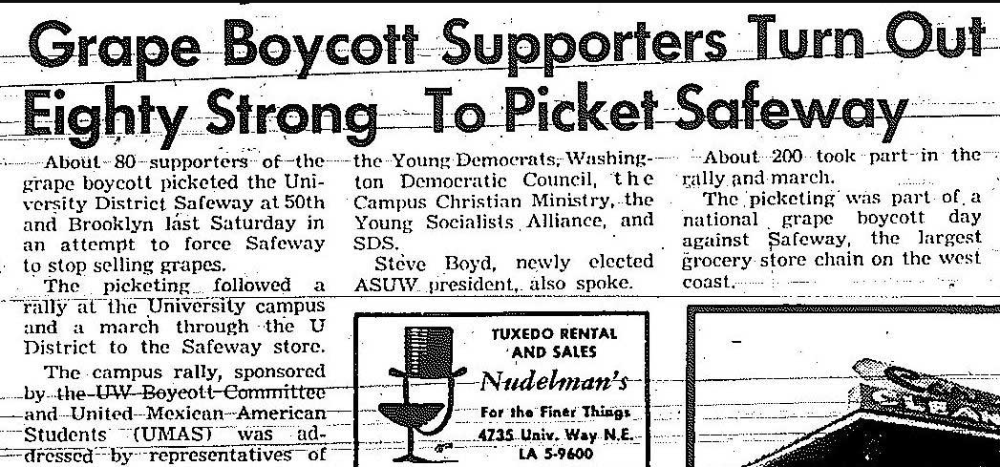 Grape Boycott Supporters Turn Out
Eighty Strong To Picket Safeway
About 80 supporters of the
grape boycott picketed the Uni-
versity District Safeway at 50th
and Brooklyn last Saturday in
an attempt to force Safeway
to stop selling grapes.
The picketing followed a
rally at the University campus
and a march through the U
District to the Safeway store.
The campus rally, sponsored
by the UW Boycott Committee
and United Mexican American
Students (UMAS) was ad-
dressed by representatives of
the Young Democrats, Washing-
ton Democratic Council, the
Campus Christian Ministry, the
Young Socialists Alliance, and
SDS.
Steve Boyd, newly elected
ASUW president, also spoke.
About 200 took part in the
rally and march.
The picketing was part of a
national grape boycott day
against Safeway, the largest
grocery store chain on the west
coast.
TUXEDO RENTAL
AND SALES
Nudelman's
For the Finer Things
4735 Univ. Way N.E.
LA 5-9600